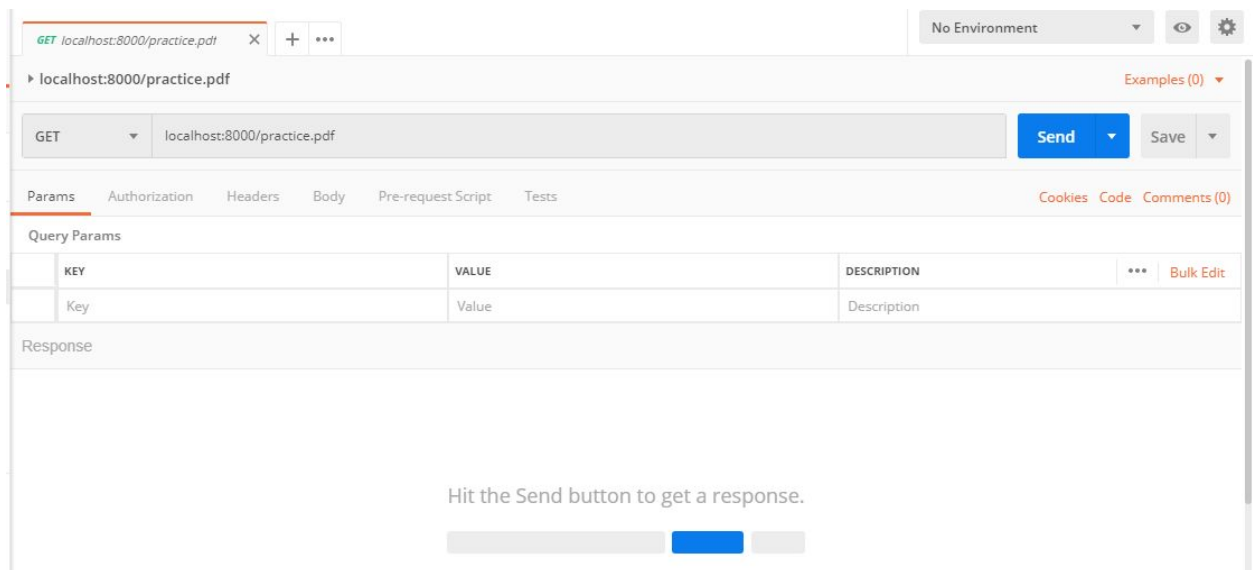 GET localhost:8000/practice.pdf
No Environment
localhost:8000/practice.pdf
Examples (0)
GET localhost:8000/practice.pdf Send Save
Params Authorization Headers Body Pre-request Script Tests Cookies Code Comments (0)
Query Params
KEY VALUE DESCRIPTION Bulk Edit
Key Value Description
Response
Hit the Send button to get a response.